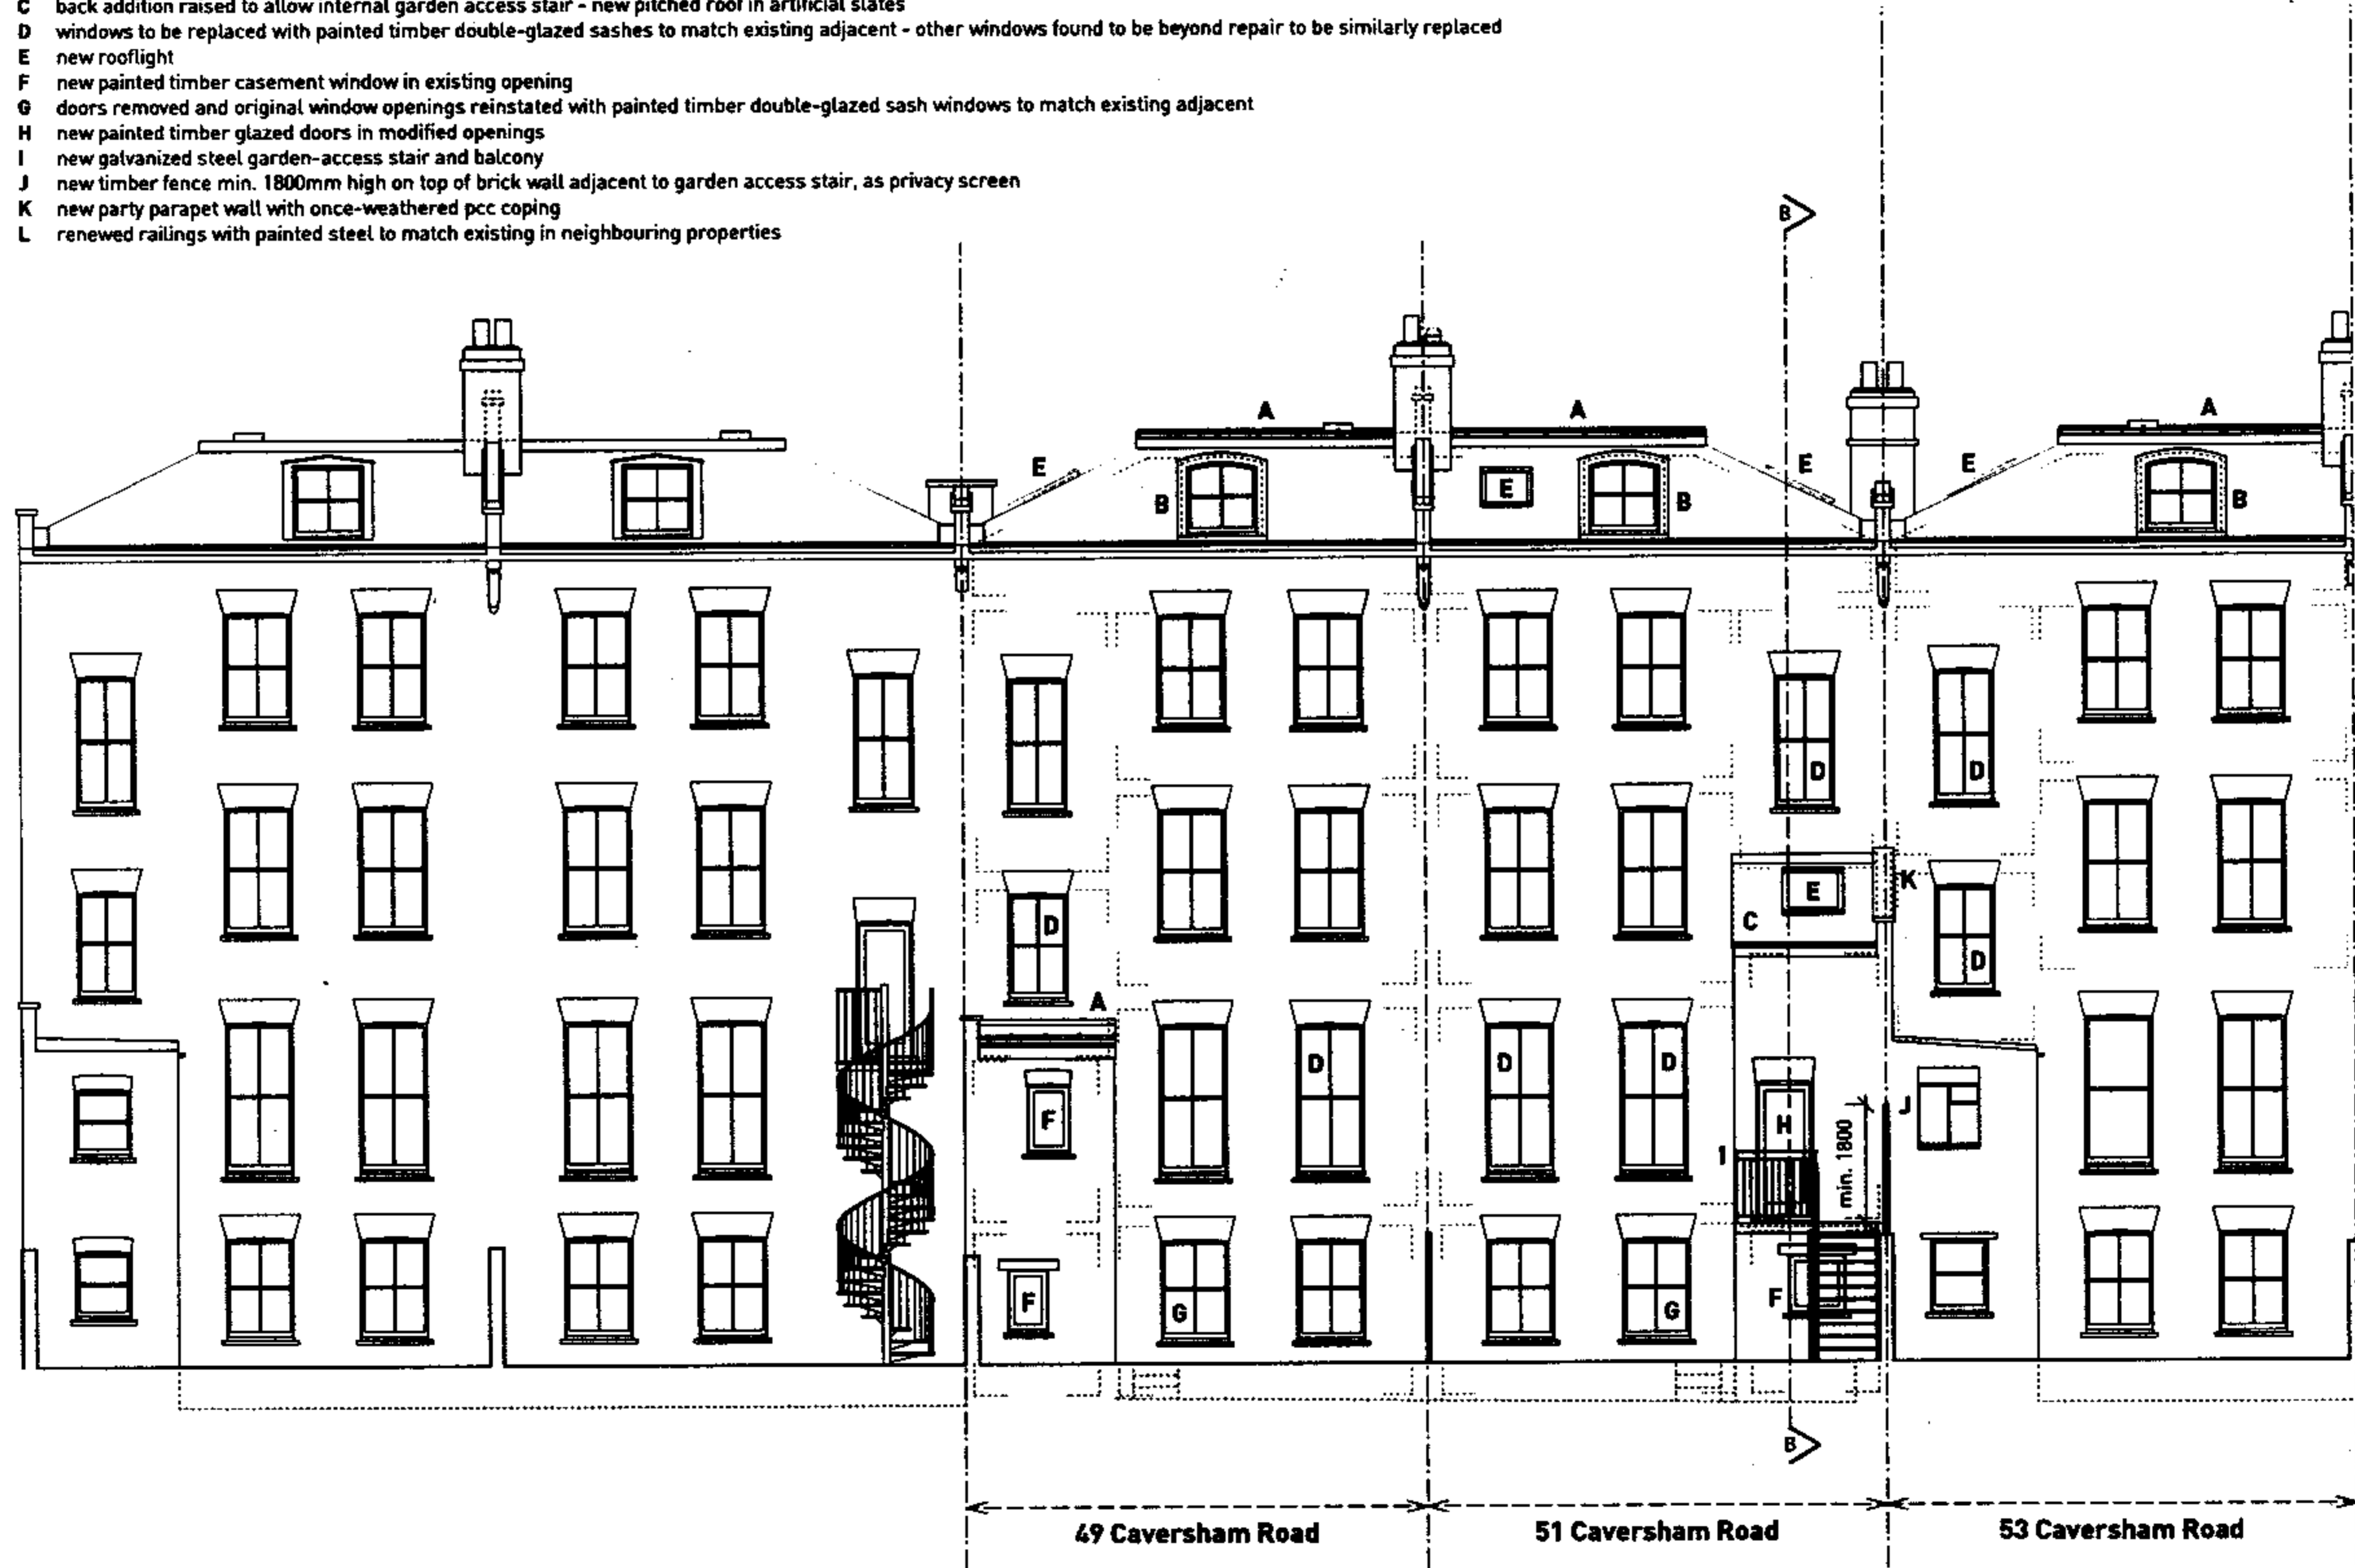 C back addition raised to allow internal garden access stair - new pitched roof in artificial slates
D windows to be replaced with painted timber double-glazed sashes to match existing adjacent - other windows found to be beyond repair to be similarly replaced
E new rooflight
F new painted timber casement window in existing opening
G doors removed and original window openings reinstated with painted timber double-glazed sash windows to match existing adjacent
H new painted timber glazed doors in modified openings
I new galvanized steel garden-access stair and balcony
J new timber fence min. 1800mm high on top of brick wall adjacent to garden access stair, as privacy screen
K new party parapet wall with once-weathered pcc coping
L renewed railings with painted steel to match existing in neighbouring properties
B
A A A
E E E
B E B B
D D
E K
C
D D
A
D D D
F H J
I min. 1800
F G G F
B
49 Caversham Road 51 Caversham Road 53 Caversham Road